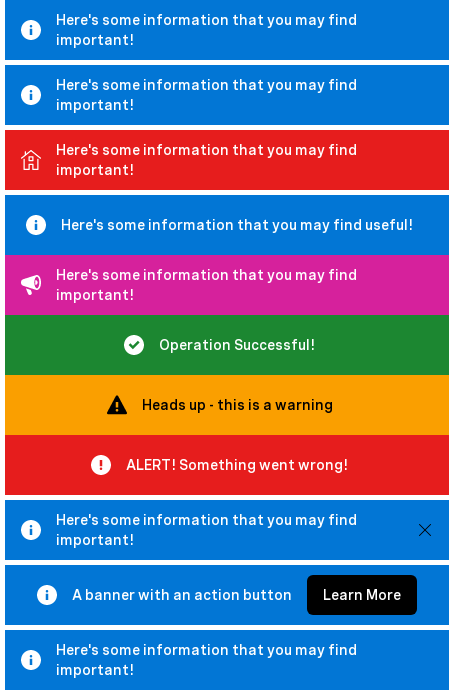 Here's some information that you may find
important!
Here's some information that you may find
important!
Here's some information that you may find
important!
Here's some information that you may find useful!
Here's some information that you may find
important!
Operation Successful!
Heads up - this is a warning
ALERT! Something went wrong!
Here's some information that you may find
important!
A banner with an action button Learn More
Here's some information that you may find
important!